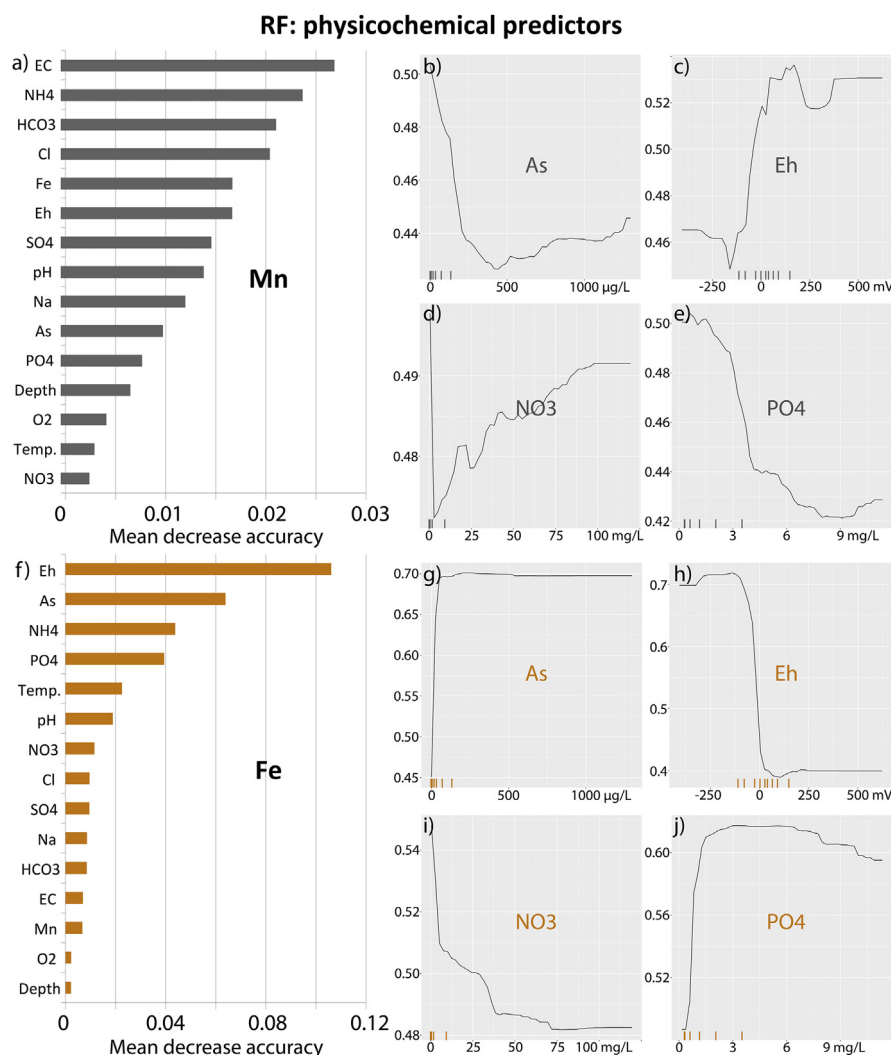 RF: physicochemical predictors
a)
EC
NH4
HCO3
Cl
Fe
Eh
SO4
pH
Na
As
PO4
Depth
O2
Temp.
NO3
Mn
0 0.01 0.02 0.03
Mean decrease accuracy
b)
0.50
0.48
0.46
0.44
As
500 1000 µg/L
c)
0.52
0.50
0.48
0.46
Eh
-250 0 250 500 mV
d)
0.49
0.48
NO3
0 25 50 75 100 mg/L
e)
0.50
0.48
0.46
0.44
0.42
PO4
0 3 6 9 mg/L
f)
Eh
As
NH4
PO4
Temp.
pH
NO3
Cl
SO4
Na
HCO3
EC
Mn
O2
Depth
Fe
0 0.04 0.08 0.12
Mean decrease accuracy
g)
0.70
0.65
0.60
0.55
0.50
0.45
As
0 500 1000 µg/L
h)
0.7
0.6
0.5
0.4
Eh
-250 0 250 500 mV
i)
0.54
0.52
0.50
0.48
NO3
0 25 50 75 100 mg/L
j)
0.60
0.56
0.52
PO4
0 3 6 9 mg/L